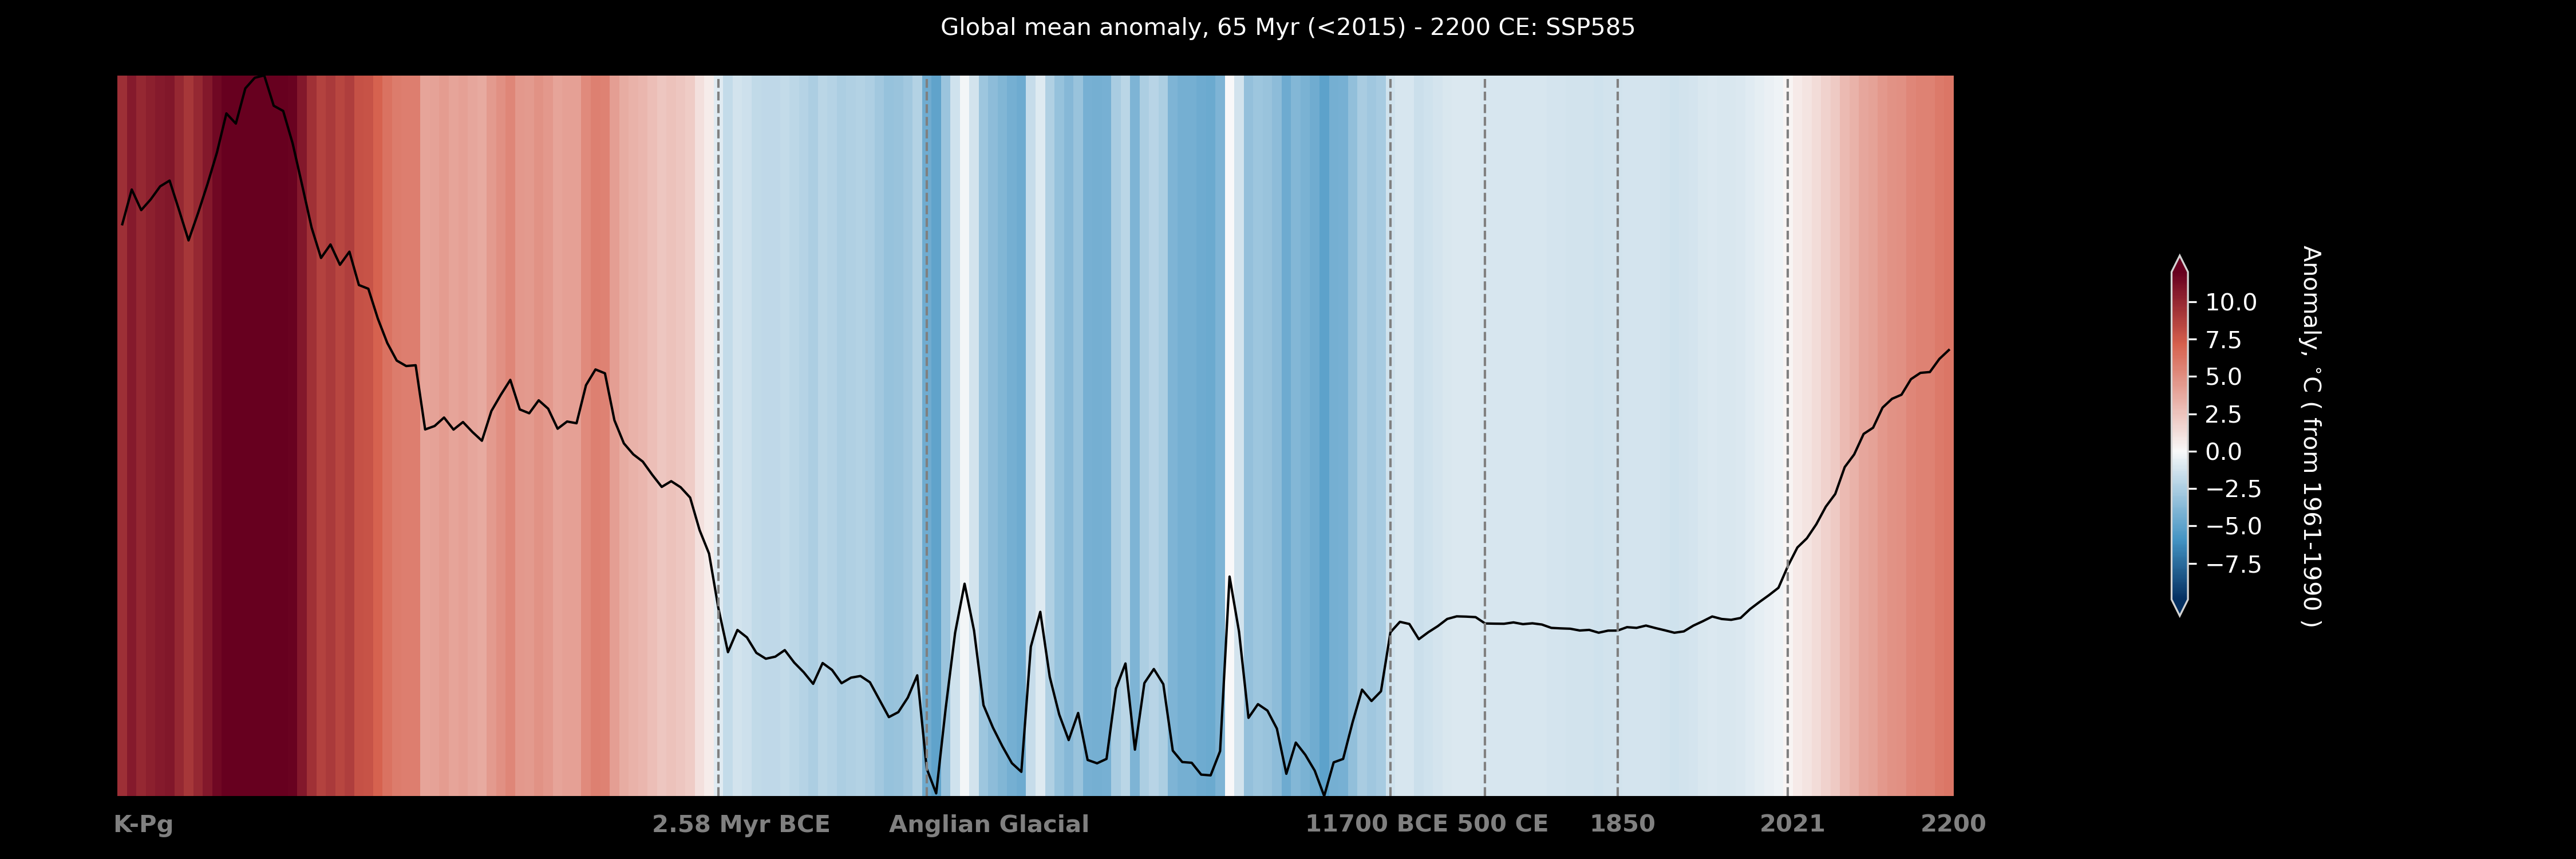 Global mean anomaly, 65 Myr (<2015) - 2200 CE: SSP585
10.0
7.5
5.0
2.5
0.0
−2.5
−5.0
−7.5
Anomaly, °C ( from 1961-1990 )
K-Pg
2.58 Myr BCE
Anglian Glacial
11700 BCE
500 CE
1850
2021
2200